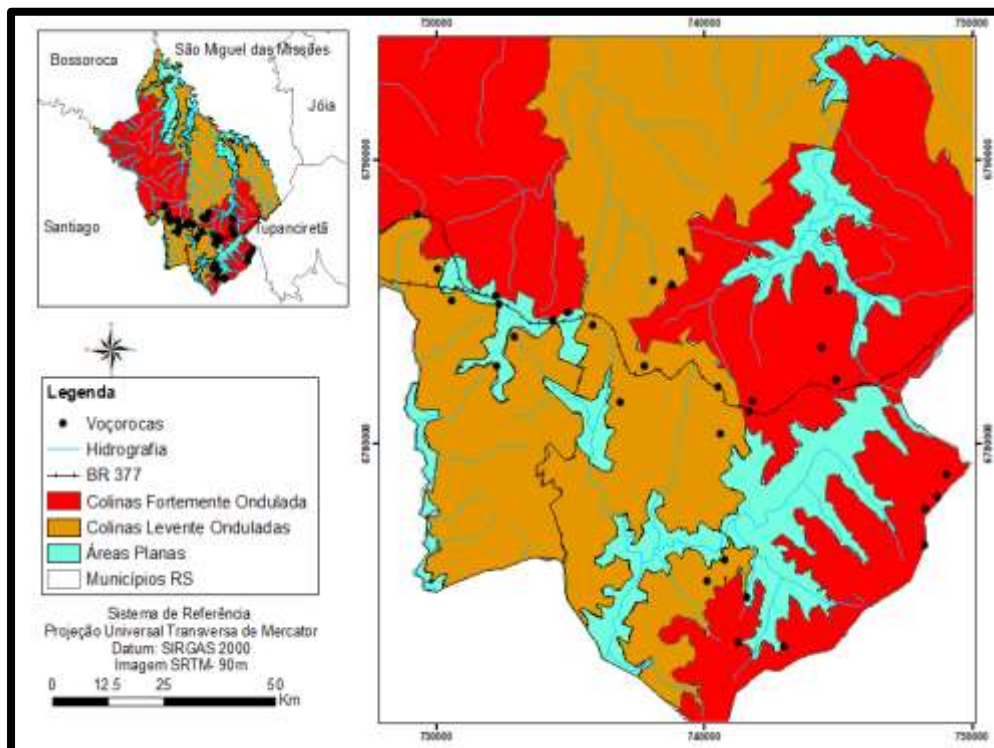 São Miguel das Missões
Bossoroca
Jóia
Santiago
Tupanciretã
Legenda
Voçorocas
Hidrografia
BR 377
Colinas Fortemente Ondulada
Colinas Levente Onduladas
Áreas Planas
Municípios RS
Sistema de Referência
Projeção Universal Transversa de Mercator
Datum: SIRGAS 2000
Imagem SRTM- 90m
0 12.5 25 50
Km
730000 740000 750000
6790000 6790000
6780000 6780000
730000 740000 750000